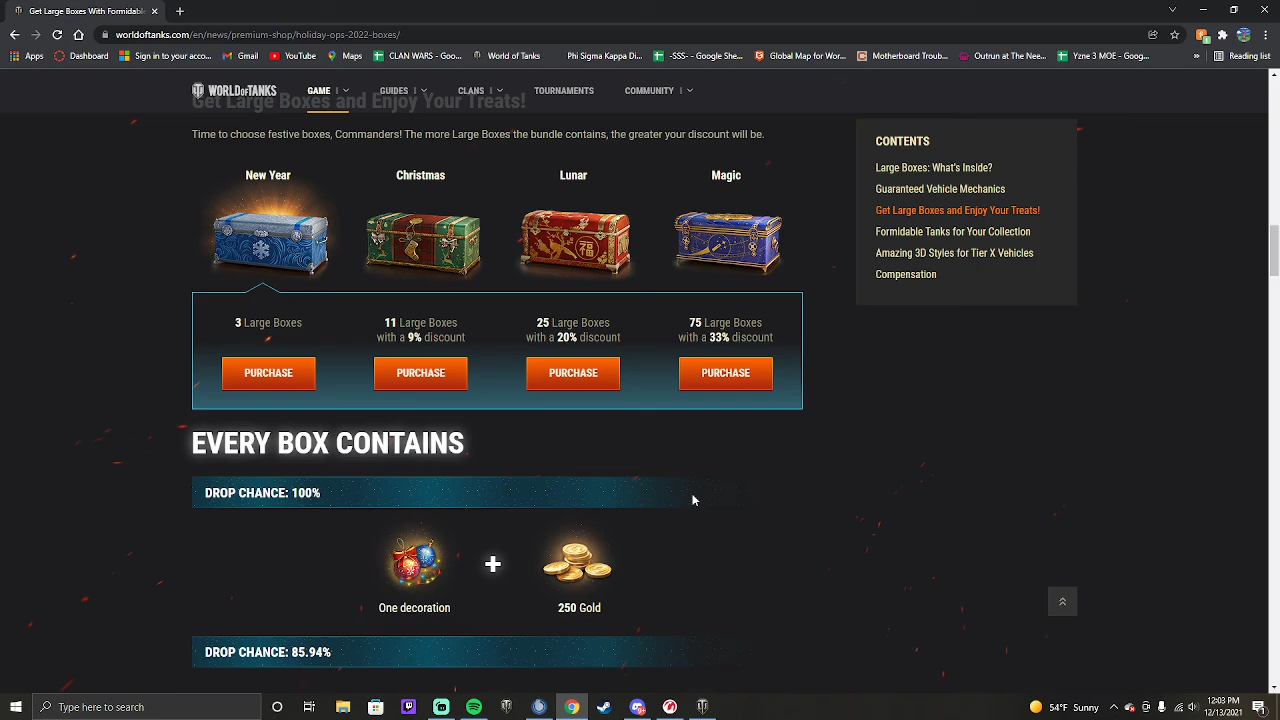 Get Large Boxes With Formidabl
worldoftanks.com/en/news/premium-shop/holiday-ops-2022-boxes/
Apps
Dashboard
Sign in to your acco...
Gmail
YouTube
Maps
CLAN WARS - Goo...
World of Tanks
Phi Sigma Kappa Di...
-SSS- - Google She...
Global Map for Wor...
Motherboard Troub...
Outrun at The Next...
Yzne 3 MOE - Goo...
»
Reading list
WORLD OF TANKS
GAME
GUIDES
CLANS
TOURNAMENTS
COMMUNITY
Get Large Boxes and Enjoy Your Treats!
Time to choose festive boxes, Commanders! The more Large Boxes the bundle contains, the greater your discount will be.
New Year
Christmas
Lunar
Magic
福
3 Large Boxes
11 Large Boxes
with a 9% discount
25 Large Boxes
with a 20% discount
75 Large Boxes
with a 33% discount
PURCHASE
PURCHASE
PURCHASE
PURCHASE
CONTENTS
Large Boxes: What's Inside?
Guaranteed Vehicle Mechanics
Get Large Boxes and Enjoy Your Treats!
Formidable Tanks for Your Collection
Amazing 3D Styles for Tier X Vehicles
Compensation
EVERY BOX CONTAINS
DROP CHANCE: 100%
One decoration
+
250 Gold
DROP CHANCE: 85.94%
Type here to search
54°F Sunny
12:03 PM
12/13/2021